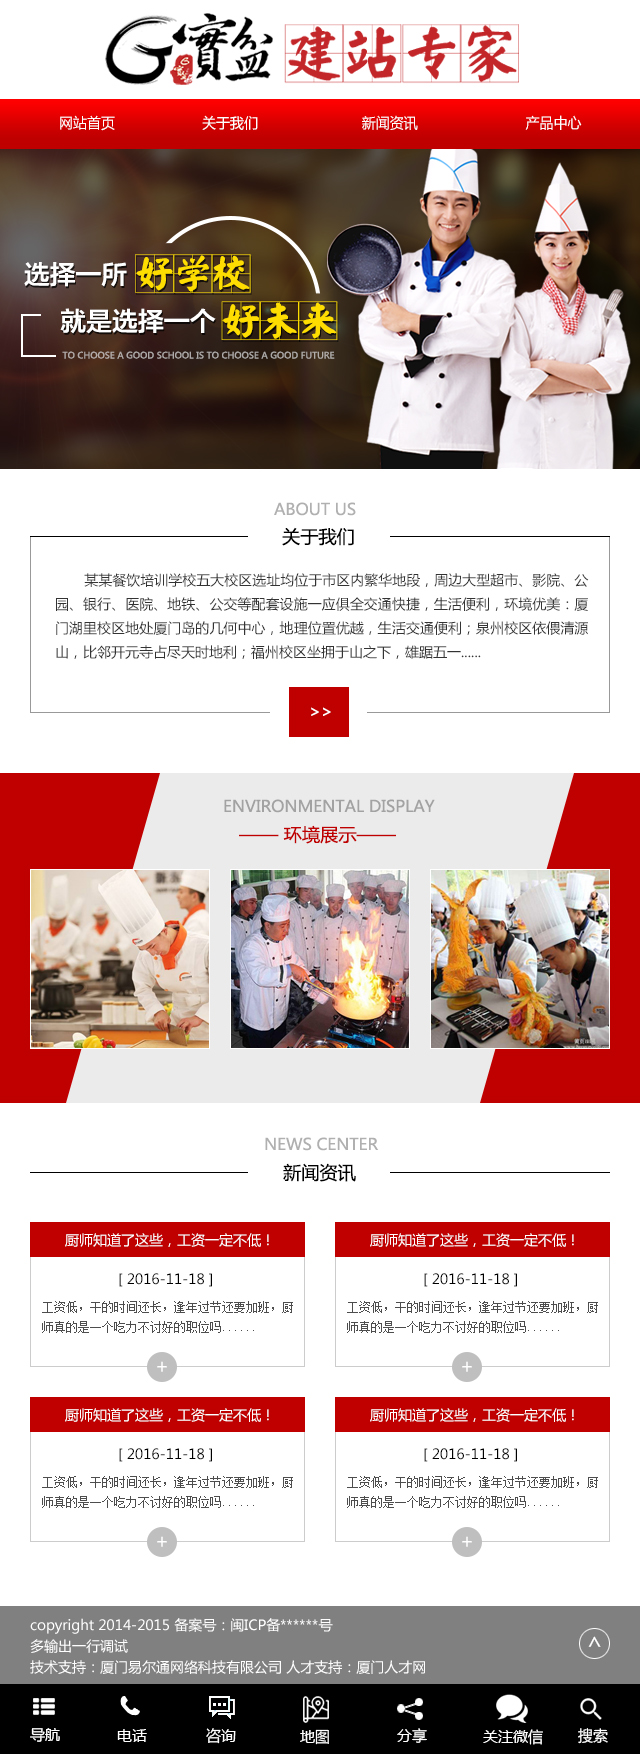 G寶盆 建站专家
网站首页 关于我们 新闻资讯 产品中心
选择一所 好学校
就是选择一个 好未来
TO CHOOSE A GOOD SCHOOL IS TO CHOOSE A GOOD FUTURE
ABOUT US
关于我们
某某餐饮培训学校五大校区选址均位于市区内繁华地段，周边大型超市、影院、公
园、银行、医院、地铁、公交等配套设施一应俱全交通快捷，生活便利，环境优美：厦
门湖里校区地处厦门岛的几何中心，地理位置优越，生活交通便利；泉州校区依偎清源
山，比邻开元寺占尽天时地利；福州校区坐拥于山之下，雄踞五一......
>>
ENVIRONMENTAL DISPLAY
—— 环境展示——
NEWS CENTER
新闻资讯
厨师知道了这些，工资一定不低！
[ 2016-11-18 ]
工资低，干的时间还长，逢年过节还要加班，厨
师真的是一个吃力不讨好的职位吗......
+
厨师知道了这些，工资一定不低！
[ 2016-11-18 ]
工资低，干的时间还长，逢年过节还要加班，厨
师真的是一个吃力不讨好的职位吗......
+
厨师知道了这些，工资一定不低！
[ 2016-11-18 ]
工资低，干的时间还长，逢年过节还要加班，厨
师真的是一个吃力不讨好的职位吗......
+
厨师知道了这些，工资一定不低！
[ 2016-11-18 ]
工资低，干的时间还长，逢年过节还要加班，厨
师真的是一个吃力不讨好的职位吗......
+
copyright 2014-2015 备案号：闽ICP备******号
多输出一行调试
技术支持：厦门易尔通网络科技有限公司 人才支持：厦门人才网
导航 电话 咨询 地图 分享 关注微信 搜索